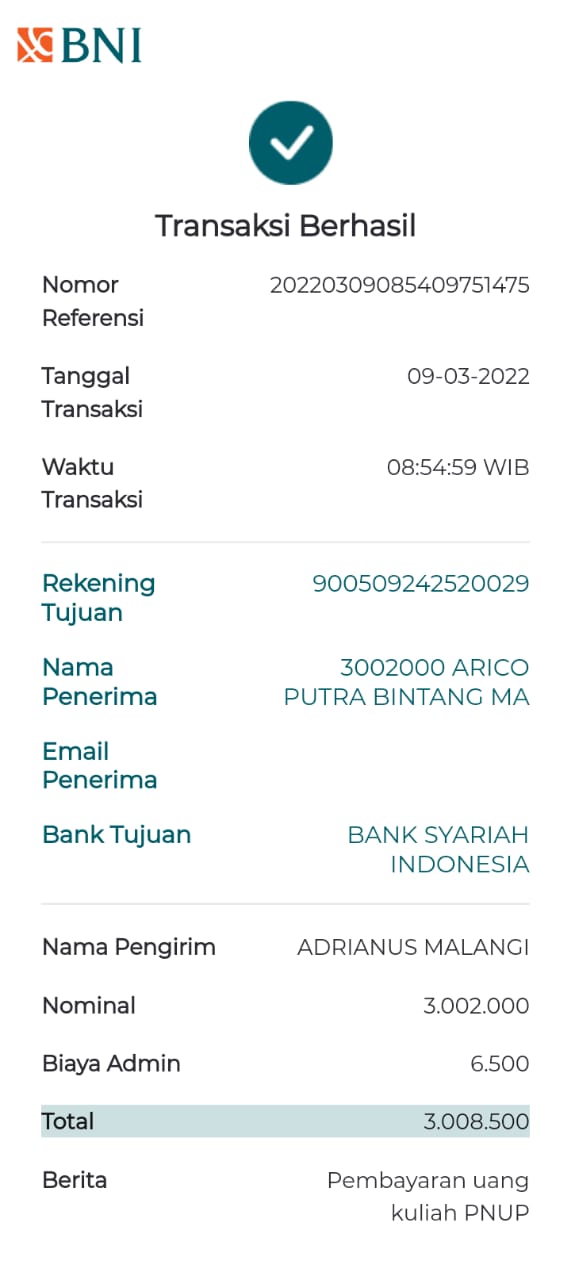 BNI
Transaksi Berhasil
Nomor Referensi 20220309085409751475
Tanggal Transaksi 09-03-2022
Waktu Transaksi 08:54:59 WIB
Rekening Tujuan 900509242520029
Nama Penerima 3002000 ARICO PUTRA BINTANG MA
Email Penerima
Bank Tujuan BANK SYARIAH INDONESIA
Nama Pengirim ADRIANUS MALANGI
Nominal 3.002.000
Biaya Admin 6.500
Total 3.008.500
Berita Pembayaran uang kuliah PNUP